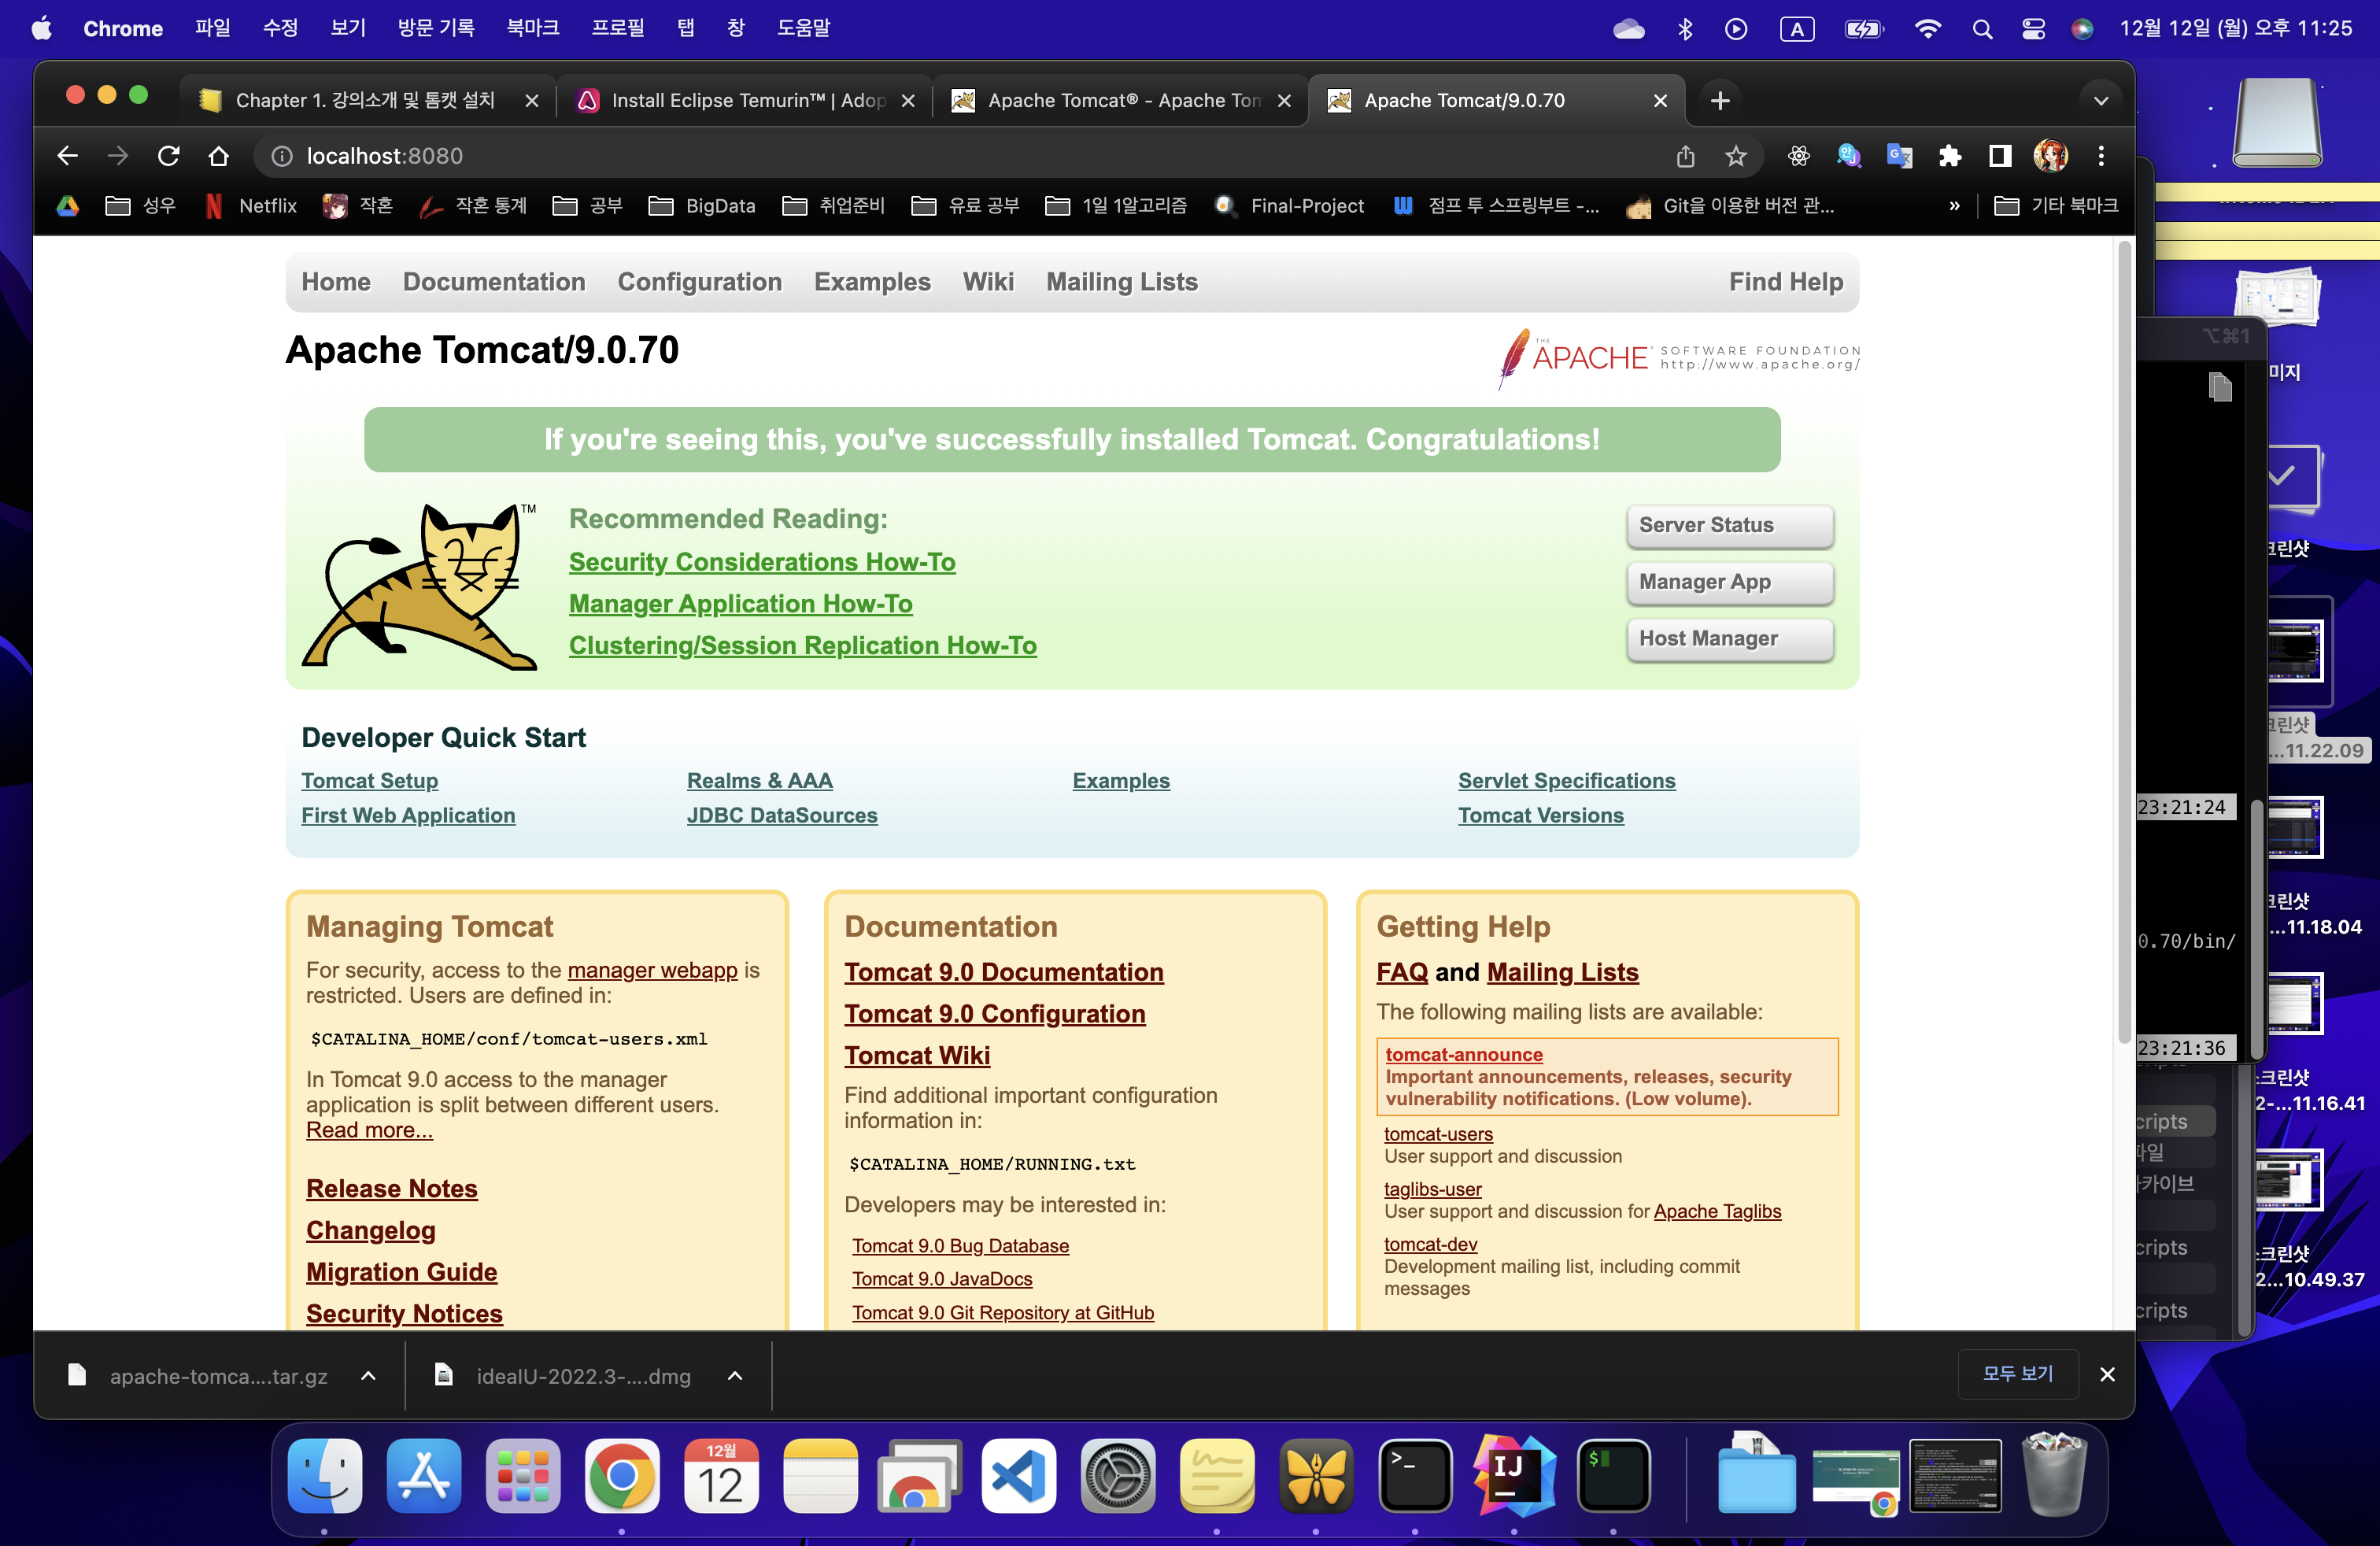 Chrome 파일 수정 보기 방문 기록 북마크 프로필 탭 창 도움말 A 12월 12일 (월) 오후 11:25
Chapter 1. 강의소개 및 톰캣 설치 Install Eclipse Temurin™ | Adop Apache Tomcat® - Apache Tom Apache Tomcat/9.0.70
localhost:8080
성우 Netflix 작혼 작혼 통계 공부 BigData 취업준비 유료 공부 1일 1알고리즘 Final-Project 점프 투 스프링부트 -... Git을 이용한 버전 관... » 기타 북마크
Home Documentation Configuration Examples Wiki Mailing Lists Find Help
Apache Tomcat/9.0.70
THE APACHE® SOFTWARE FOUNDATION
http://www.apache.org/
If you're seeing this, you've successfully installed Tomcat. Congratulations!
TM
Recommended Reading:
Security Considerations How-To
Manager Application How-To
Clustering/Session Replication How-To
Server Status
Manager App
Host Manager
Developer Quick Start
Tomcat Setup Realms & AAA Examples Servlet Specifications
First Web Application JDBC DataSources Tomcat Versions
Managing Tomcat
For security, access to the manager webapp is
restricted. Users are defined in:
$CATALINA_HOME/conf/tomcat-users.xml
In Tomcat 9.0 access to the manager
application is split between different users.
Read more...
Release Notes
Changelog
Migration Guide
Security Notices
Documentation
Tomcat 9.0 Documentation
Tomcat 9.0 Configuration
Tomcat Wiki
Find additional important configuration
information in:
$CATALINA_HOME/RUNNING.txt
Developers may be interested in:
Tomcat 9.0 Bug Database
Tomcat 9.0 JavaDocs
Tomcat 9.0 Git Repository at GitHub
Getting Help
FAQ and Mailing Lists
The following mailing lists are available:
tomcat-announce
Important announcements, releases, security
vulnerability notifications. (Low volume).
tomcat-users
User support and discussion
taglibs-user
User support and discussion for Apache Taglibs
tomcat-dev
Development mailing list, including commit
messages
apache-tomca....tar.gz ideaIU-2022.3-....dmg 모두 보기
⌥⌘1
미지
크린샷
크린샷
...11.22.09
23:21:24
크린샷
...11.18.04
0.70/bin/
23:21:36
크린샷
2-...11.16.41
cripts
파일
카이브
cripts
크린샷
2...10.49.37
cripts
12월
12
IJ